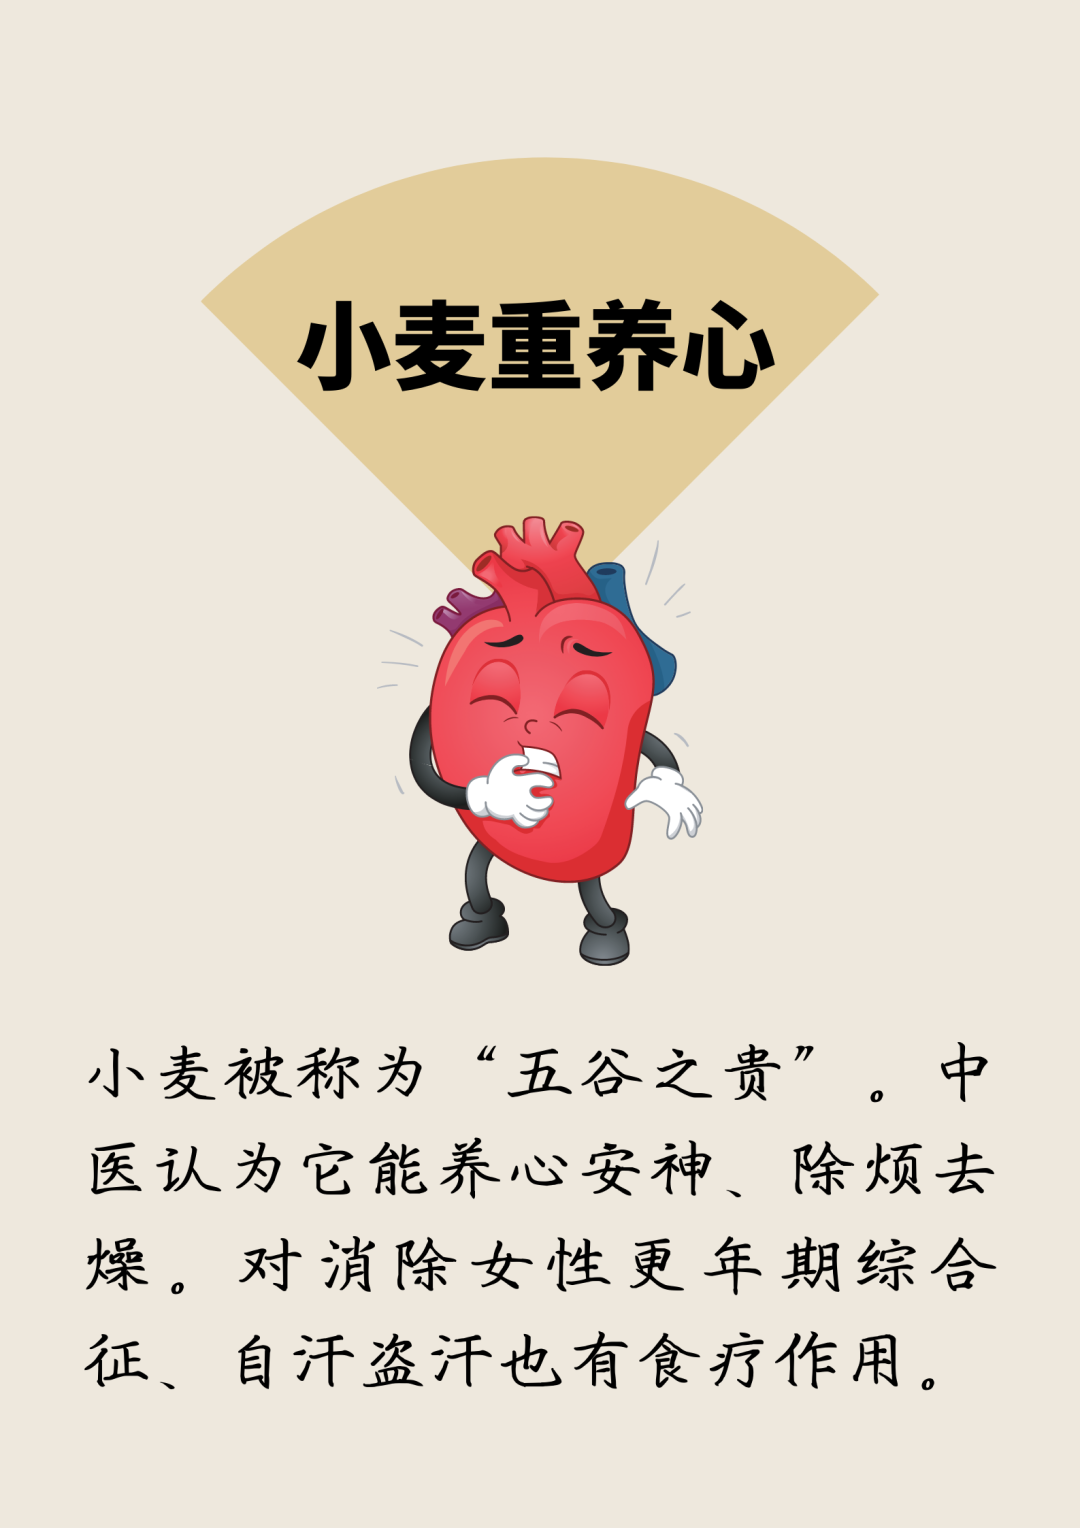 小麦重养心
小麦被称为“五谷之贵”。中
医认为它能养心安神、除烦去
燥。对消除女性更年期综合
征、自汗盗汗也有食疗作用。